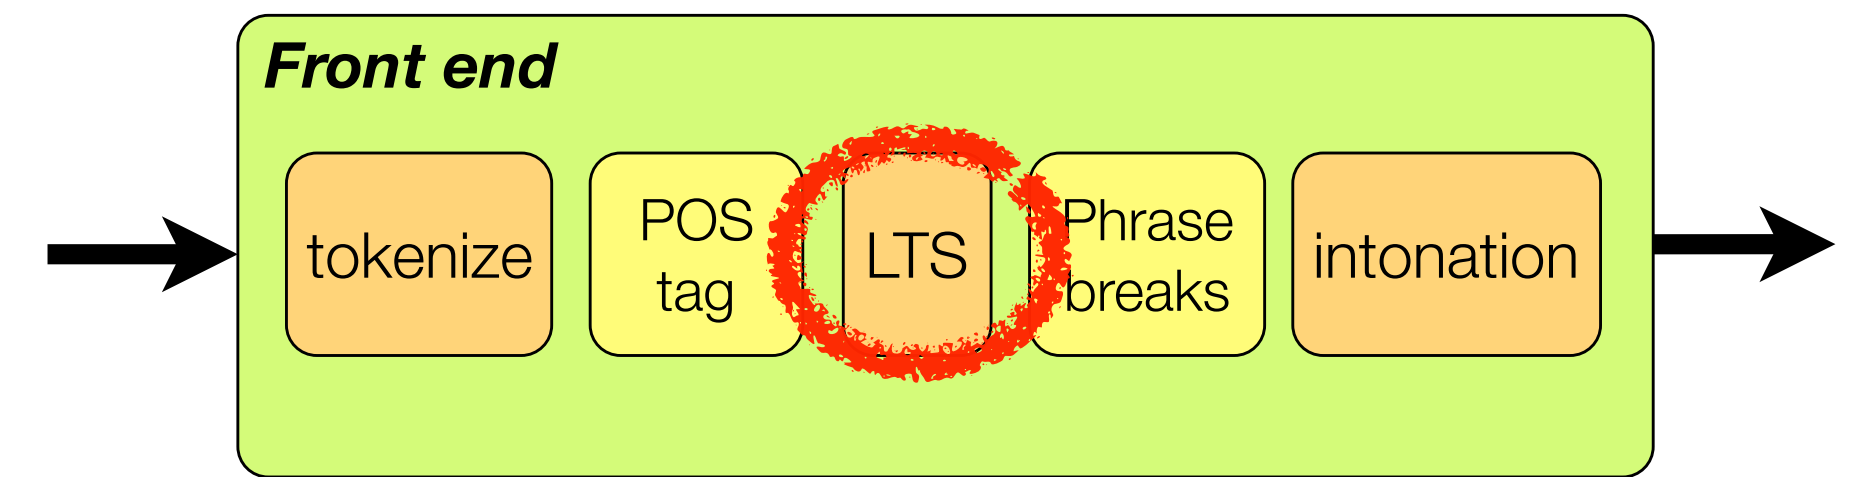 Front end
tokenize
POS
tag
LTS
Phrase
breaks
intonation